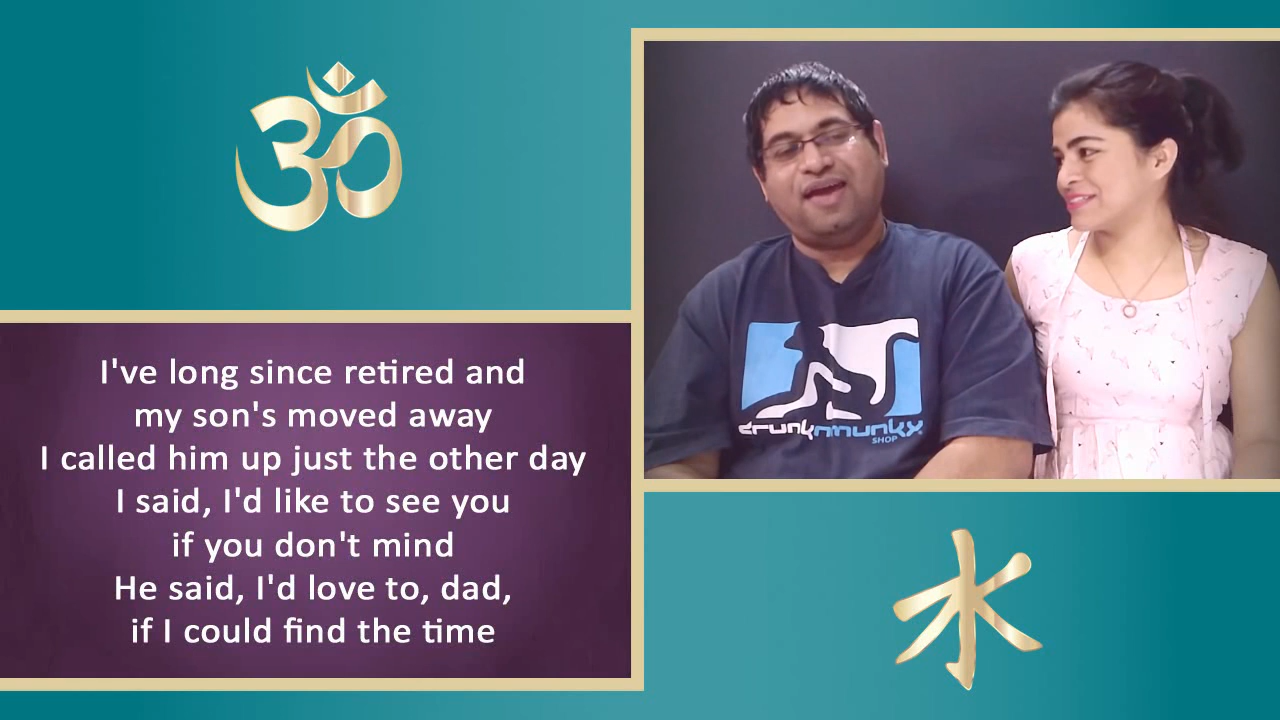 ॐ
I've long since retired and
my son's moved away
I called him up just the other day
I said, I'd like to see you
if you don't mind
He said, I'd love to, dad,
if I could find the time
drunknmunky
SHOP
水